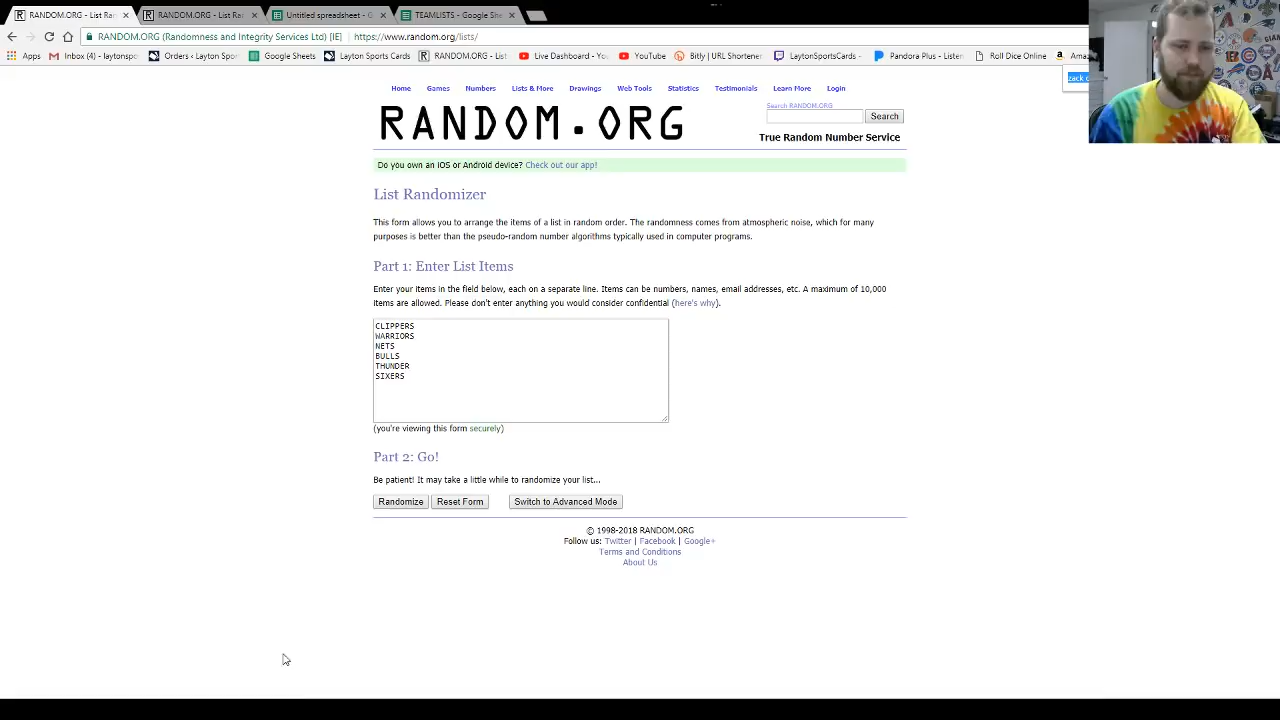 RANDOM.ORG - List Ran
RANDOM.ORG - List Ran
Untitled spreadsheet - G
TEAMLISTS - Google She
RANDOM.ORG (Randomness and Integrity Services Ltd) [IE] https://www.random.org/lists/
Apps Inbox (6) - laytonspo Orders - Layton Spor Google Sheets Layton Sports Cards RANDOM.ORG - List Live Dashboard - You YouTube Bitly | URL Shortener LaytonSportsCards - Pandora Plus - Listen Roll Dice Online Amaz
zack c
Home Games Numbers Lists & More Drawings Web Tools Statistics Testimonials Learn More Login
RANDOM.ORG
Search RANDOM.ORG
Search
True Random Number Service
Do you own an iOS or Android device? Check out our app!
List Randomizer
This form allows you to arrange the items of a list in random order. The randomness comes from atmospheric noise, which for many
purposes is better than the pseudo-random number algorithms typically used in computer programs.
Part 1: Enter List Items
Enter your items in the field below, each on a separate line. Items can be numbers, names, email addresses, etc. A maximum of 10,000
items are allowed. Please don't enter anything you would consider confidential (here's why).
CLIPPERS
WARRIORS
NETS
BULLS
THUNDER
SIXERS
(you're viewing this form securely)
Part 2: Go!
Be patient! It may take a little while to randomize your list...
Randomize Reset Form Switch to Advanced Mode
© 1998-2018 RANDOM.ORG
Follow us: Twitter | Facebook | Google+
Terms and Conditions
About Us
GIANTS